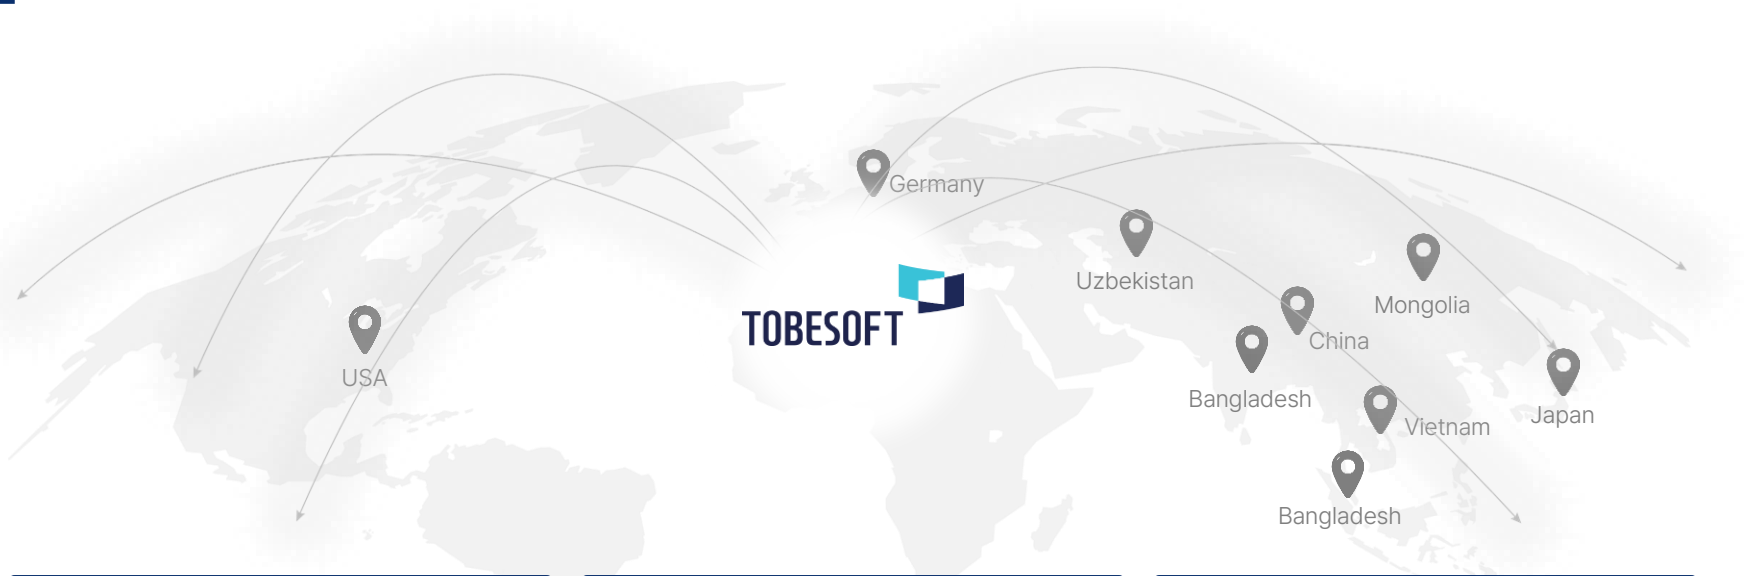 Germany
Uzbekistan
Mongolia
TOBESOFT
China
USA
Bangladesh
Japan
Vietnam
Bangladesh